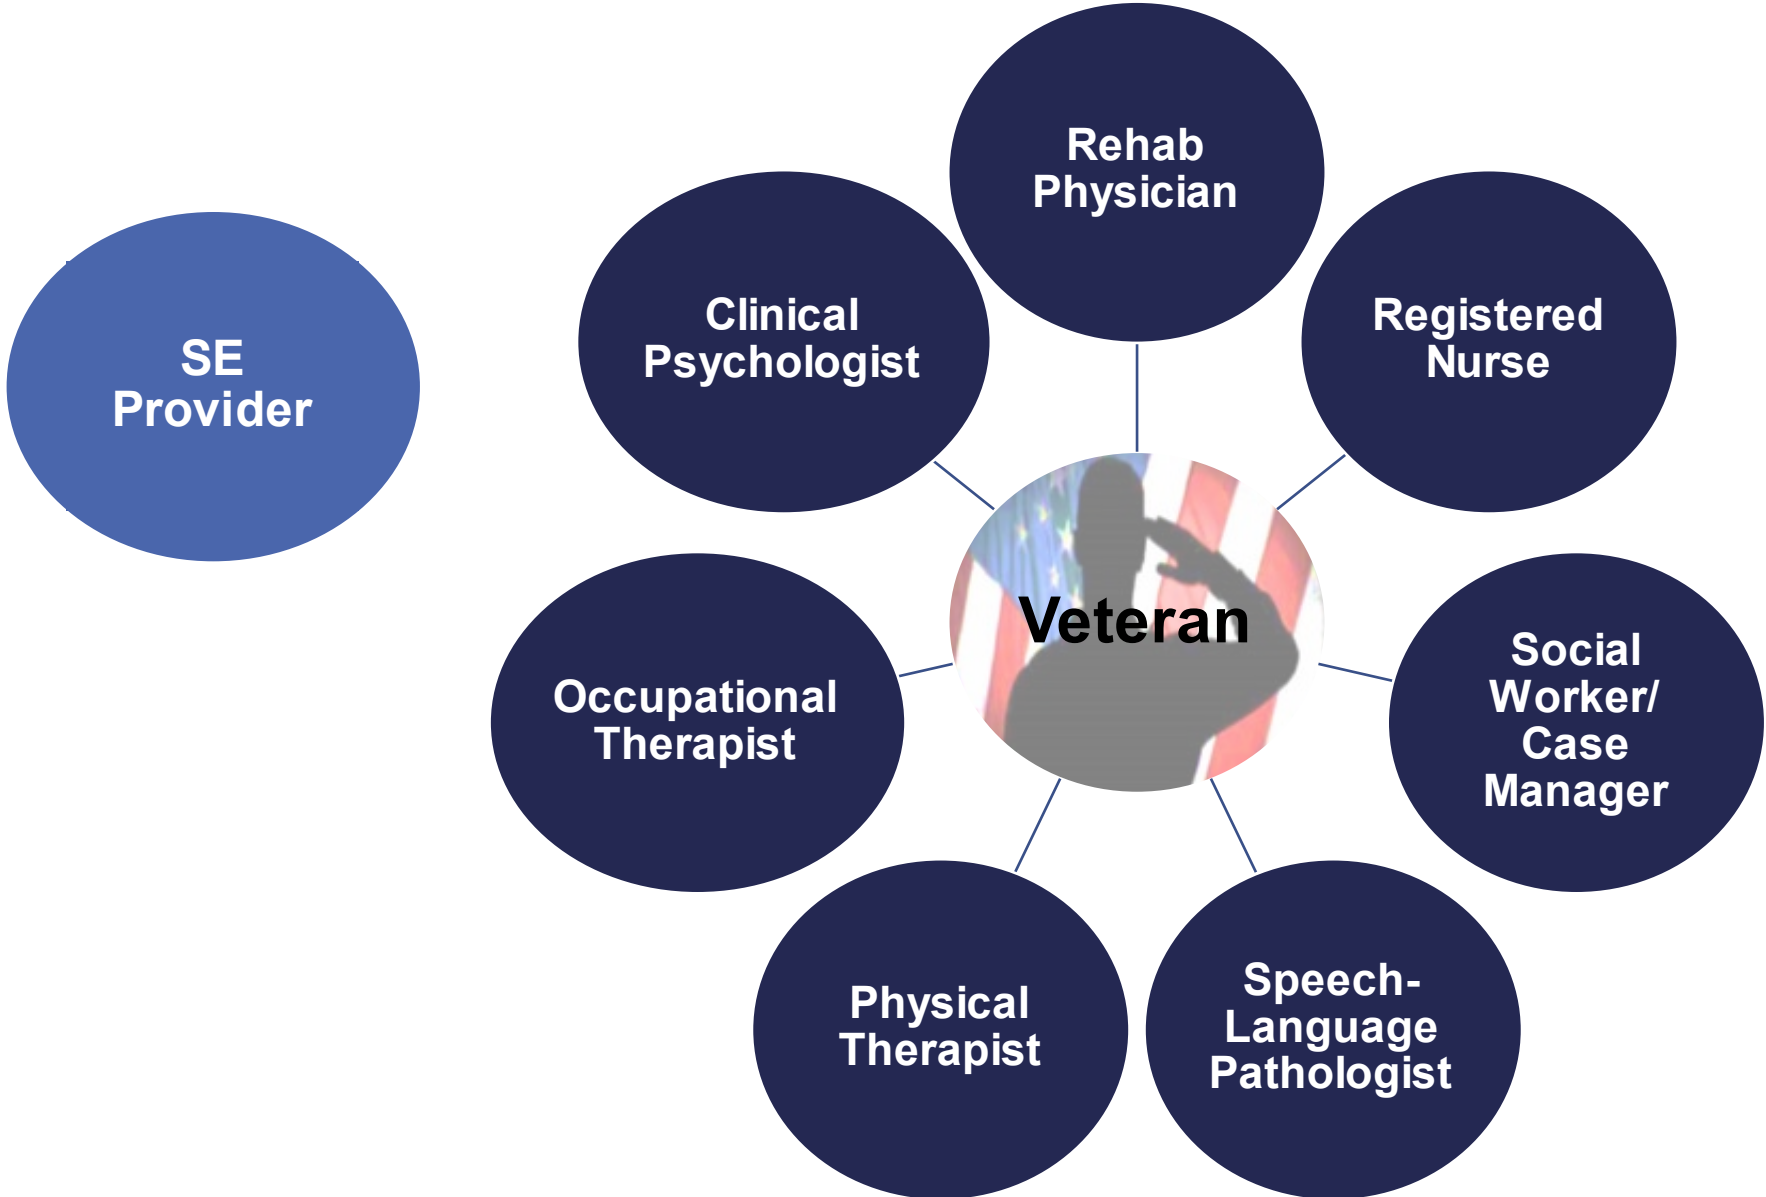 Rehab
Physician
Clinical
Psychologist
Registered
Nurse
SE
Provider
Veteran
Occupational
Therapist
Social
Worker/
Case
Manager
Physical
Therapist
Speech-
Language
Pathologist